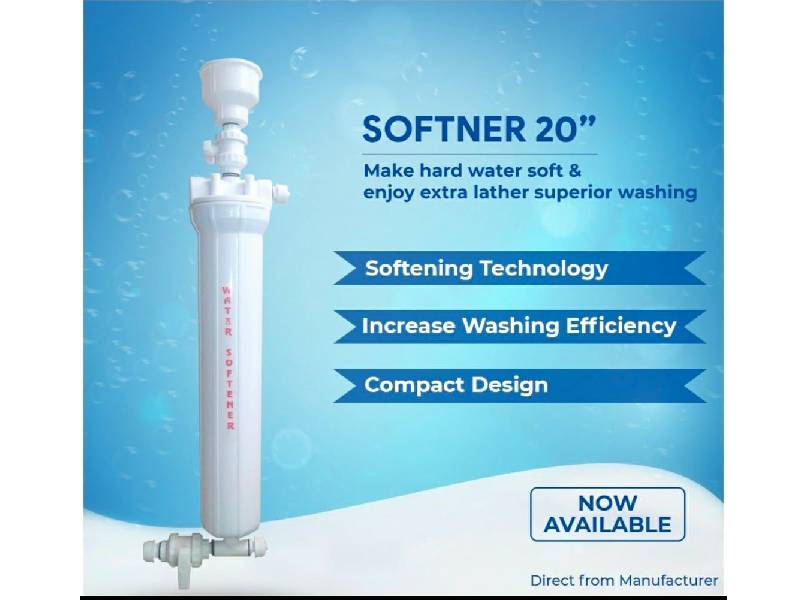 SOFTNER 20”
Make hard water soft &
enjoy extra lather superior washing
Softening Technology
Increase Washing Efficiency
Compact Design
WATER SOFTENER
NOW
AVAILABLE
Direct from Manufacturer